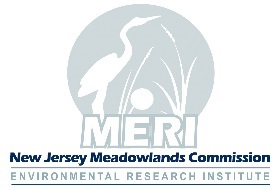 MERI
New Jersey Meadowlands Commission
ENVIRONMENTAL RESEARCH INSTITUTE